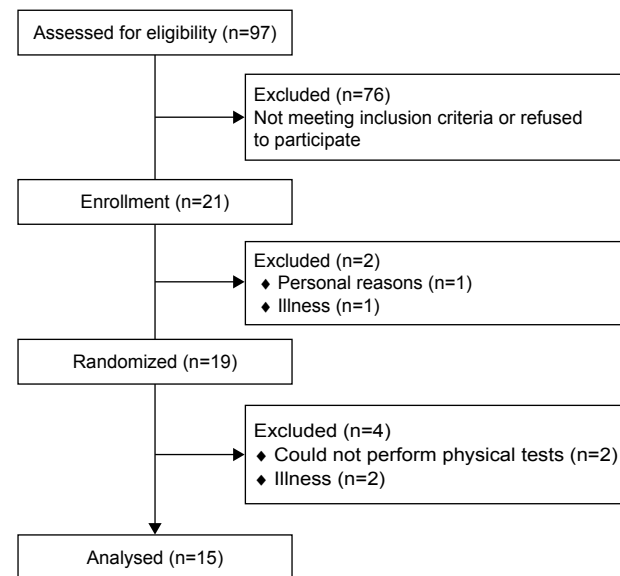 Assessed for eligibility (n=97)
Excluded (n=76)
Not meeting inclusion criteria or refused
to participate
Enrollment (n=21)
Excluded (n=2)
♦ Personal reasons (n=1)
♦ Illness (n=1)
Randomized (n=19)
Excluded (n=4)
♦ Could not perform physical tests (n=2)
♦ Illness (n=2)
Analysed (n=15)